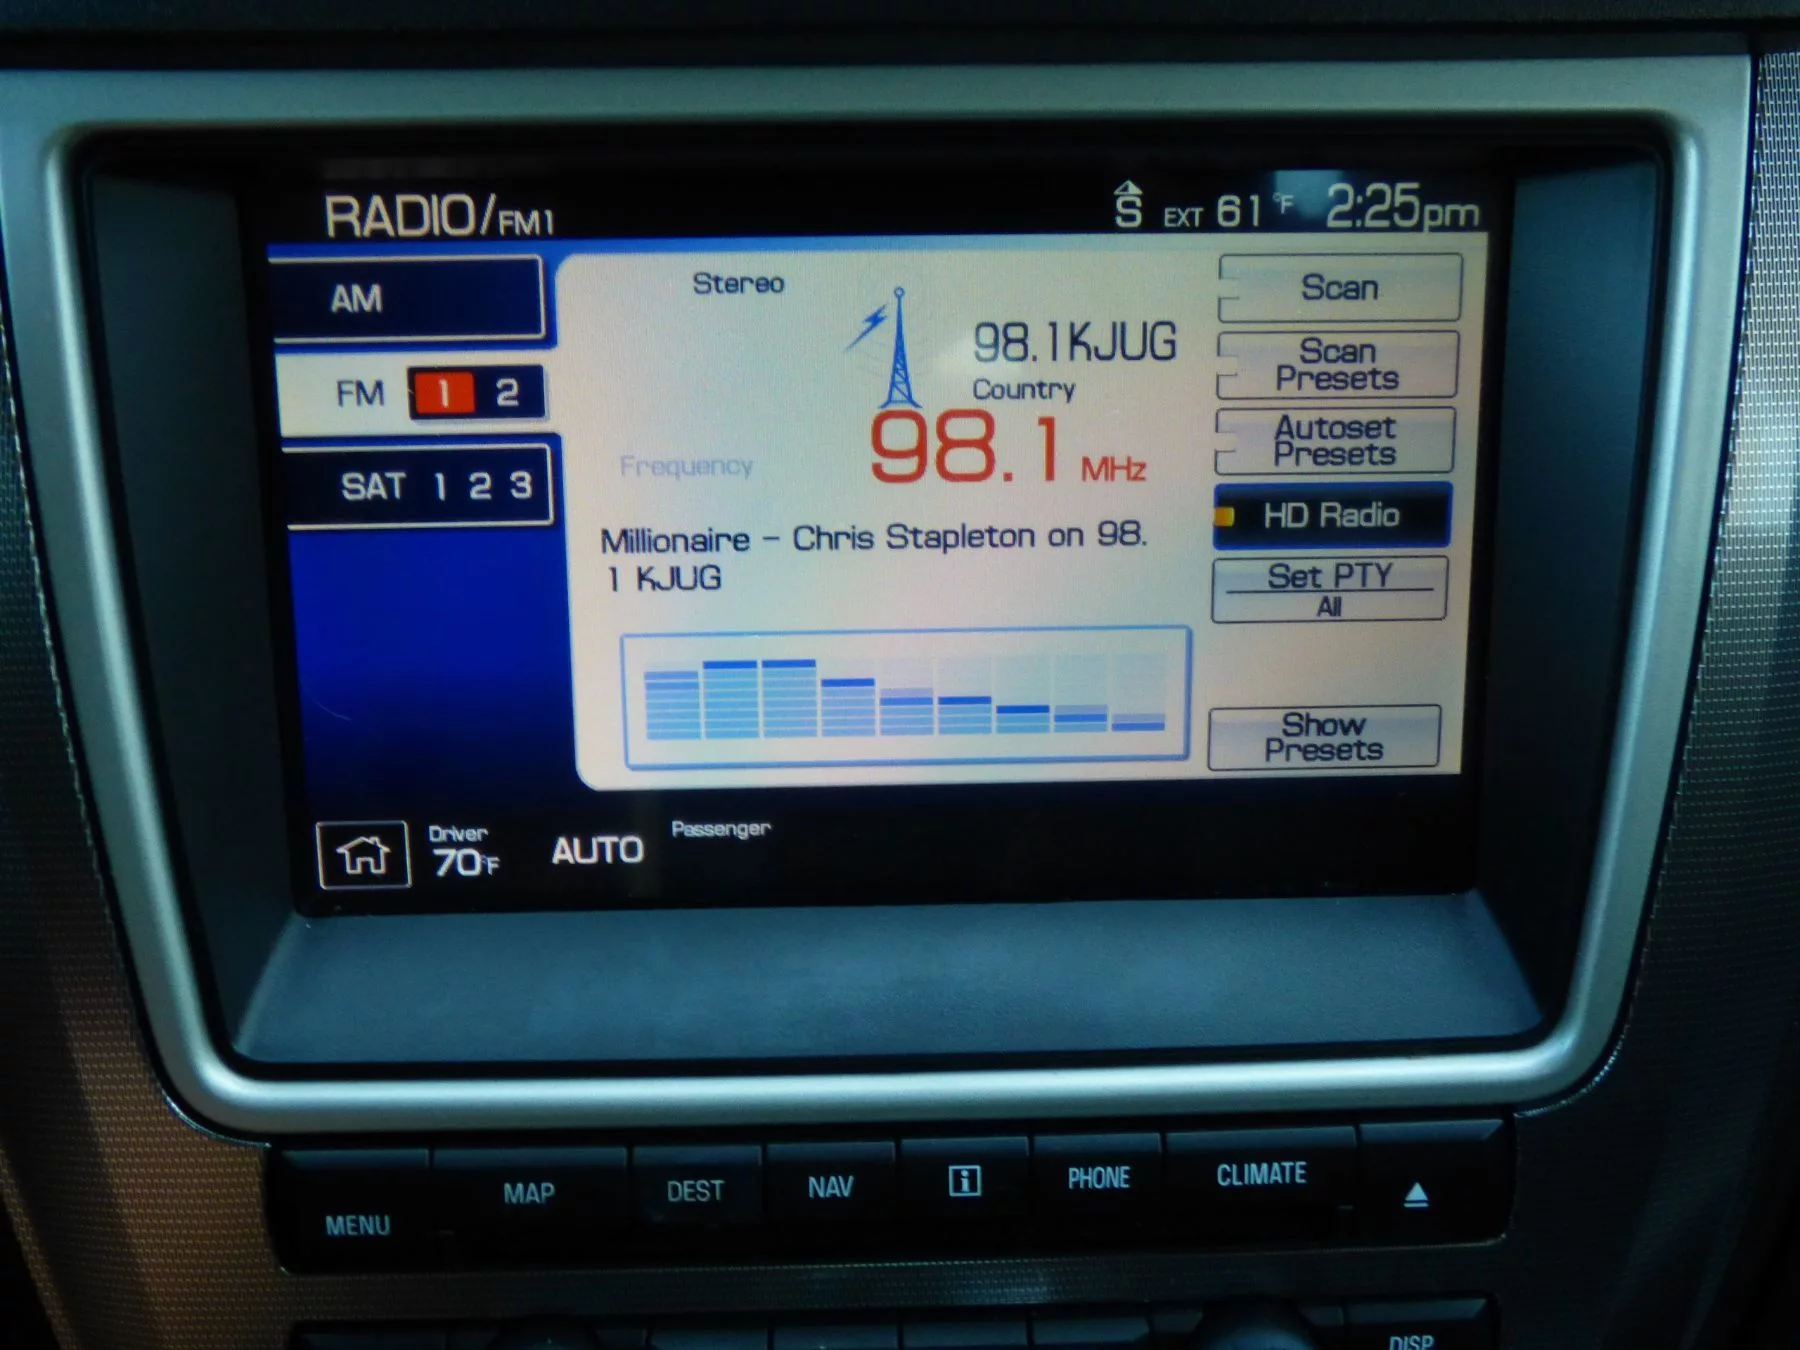 RADIO/FM1
S EXT 61°F 2:25pm
AM
FM 1 2
SAT 1 2 3
Stereo
98.1KJUG
Country
Frequency 98.1 MHz
Millionaire - Chris Stapleton on 98.
1 KJUG
Scan
Scan
Presets
Autoset
Presets
HD Radio
Set PTY
All
Show
Presets
Driver
70°F
AUTO
Passenger
MENU
MAP
DEST
NAV
i
PHONE
CLIMATE
DISP